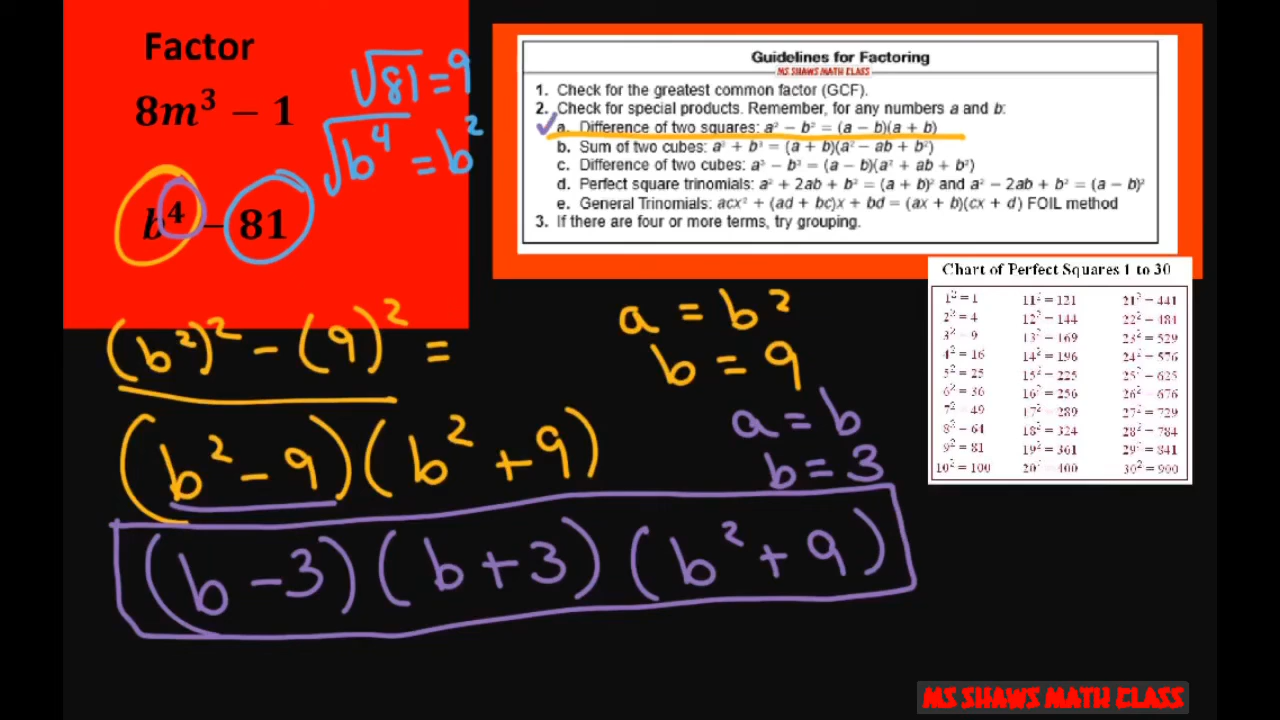 Factor
8m³ − 1
b⁴ − 81
√81 = 9
√b⁴ = b²
Guidelines for Factoring
MS SHAWS MATH CLASS
1. Check for the greatest common factor (GCF).
2. Check for special products. Remember, for any numbers a and b:
✓ a. Difference of two squares: a² − b² = (a − b)(a + b)
b. Sum of two cubes: a³ + b³ = (a + b)(a² − ab + b²)
c. Difference of two cubes: a³ − b³ = (a − b)(a² + ab + b²)
d. Perfect square trinomials: a² + 2ab + b² = (a + b)² and a² − 2ab + b² = (a − b)²
e. General Trinomials: acx² + (ad + bc)x + bd = (ax + b)(cx + d) FOIL method
3. If there are four or more terms, try grouping.
Chart of Perfect Squares 1 to 30
1² = 1 11² = 121 21² = 441
2² = 4 12² = 144 22² = 484
3² = 9 13² = 169 23² = 529
4² = 16 14² = 196 24² = 576
5² = 25 15² = 225 25² = 625
6² = 36 16² = 256 26² = 676
7² = 49 17² = 289 27² = 729
8² = 64 18² = 324 28² = 784
9² = 81 19² = 361 29² = 841
10² = 100 20² = 400 30² = 900
(b²)² − (9)² =
a = b²
b = 9
(b² − 9)(b² + 9)
a = b
b = 3
(b − 3)(b + 3)(b² + 9)
MS SHAWS MATH CLASS